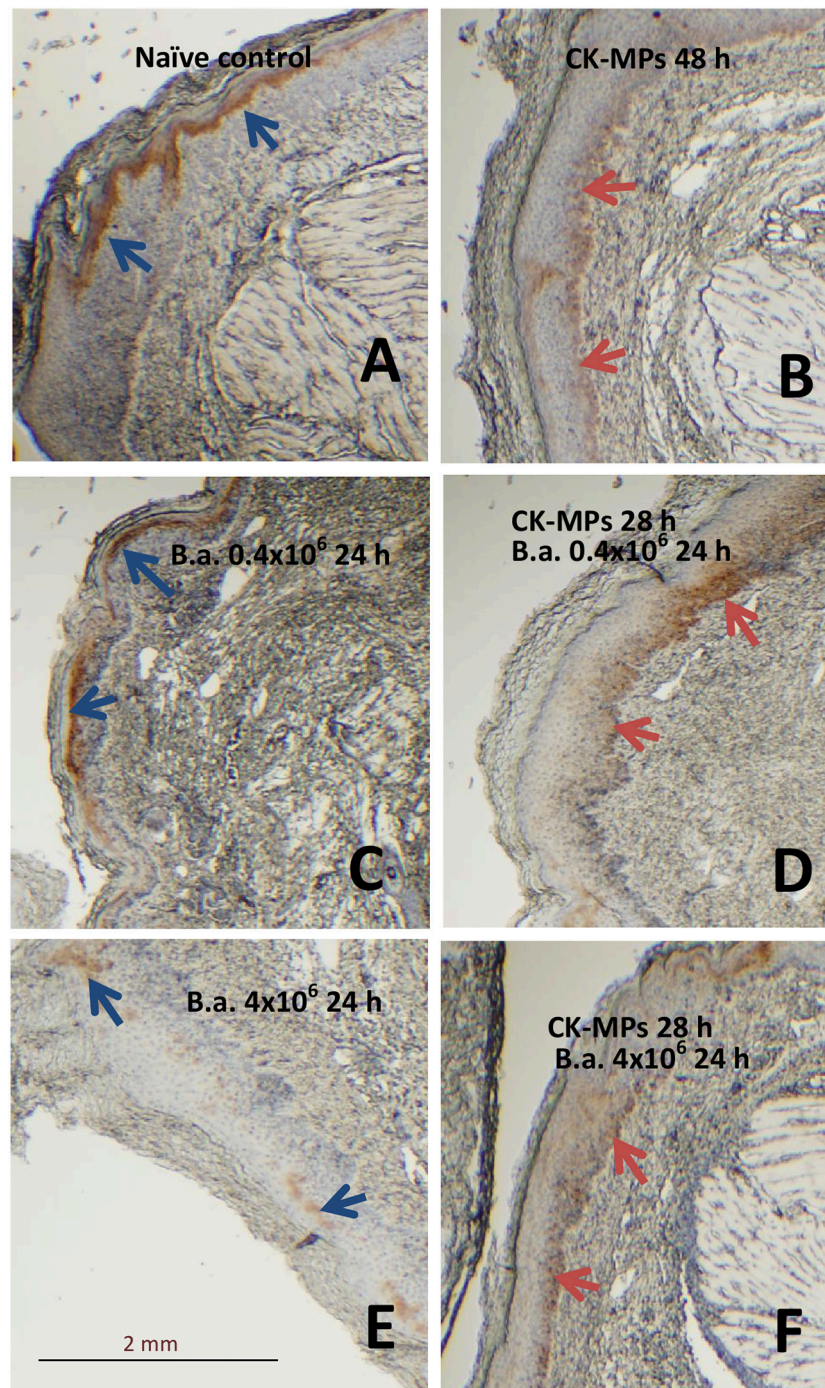 Naïve control
A
CK-MPs 48 h
B
B.a. 0.4x10⁶ 24 h
C
CK-MPs 28 h
B.a. 0.4x10⁶ 24 h
D
B.a. 4x10⁶ 24 h
E
2 mm
CK-MPs 28 h
B.a. 4x10⁶ 24 h
F